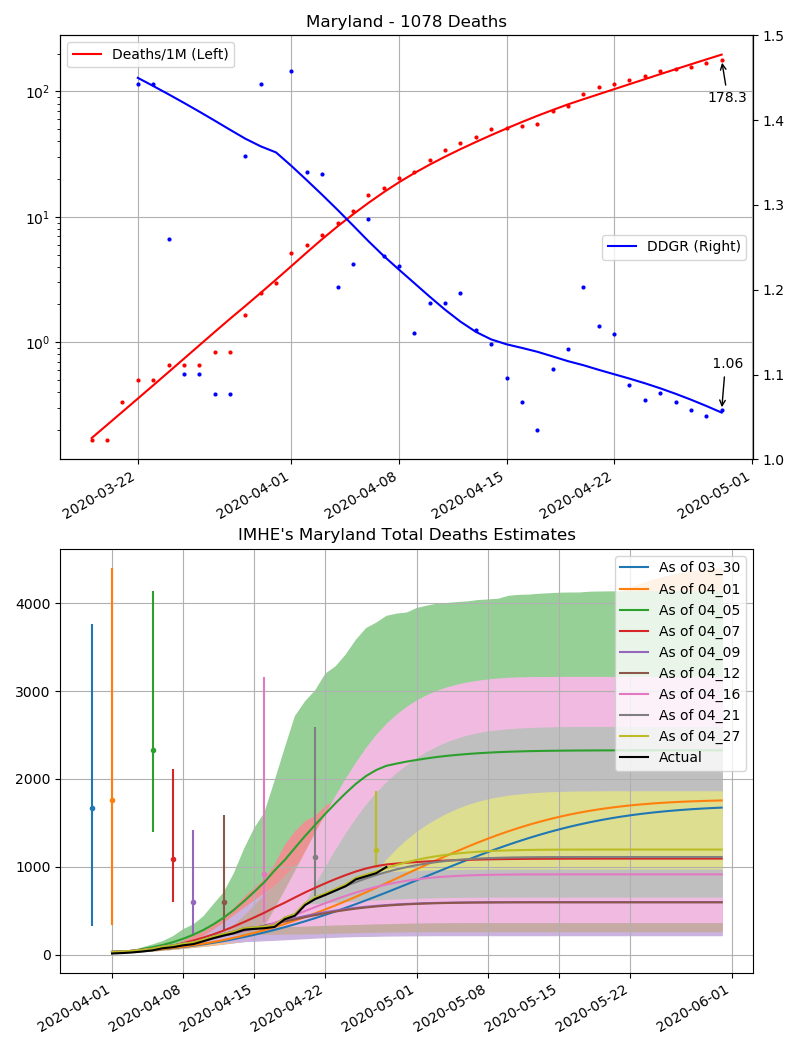 Maryland - 1078 Deaths
Deaths/1M (Left)
DDGR (Right)
178.3
1.06
10²
10¹
10⁰
1.5
1.4
1.3
1.2
1.1
1.0
2020-03-22
2020-04-01
2020-04-08
2020-04-15
2020-04-22
2020-05-01
IMHE's Maryland Total Deaths Estimates
4000
3000
2000
1000
0
As of 03_30
As of 04_01
As of 04_05
As of 04_07
As of 04_09
As of 04_12
As of 04_16
As of 04_21
As of 04_27
Actual
2020-04-01
2020-04-08
2020-04-15
2020-04-22
2020-05-01
2020-05-08
2020-05-15
2020-05-22
2020-06-01